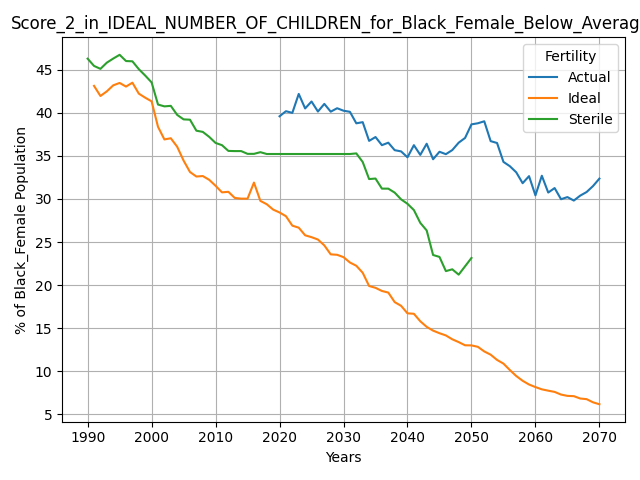 Score_2_in_IDEAL_NUMBER_OF_CHILDREN_for_Black_Female_Below_Averag
Fertility
Actual
Ideal
Sterile
% of Black_Female Population
45
40
35
30
25
20
15
10
5
1990 2000 2010 2020 2030 2040 2050 2060 2070
Years